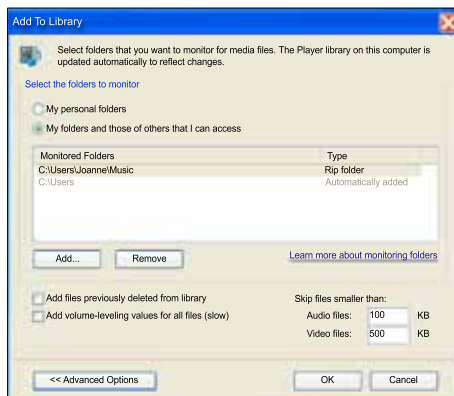 Add To Library
Select folders that you want to monitor for media files. The Player library on this computer is
updated automatically to reflect changes.
Select the folders to monitor
My personal folders
My folders and those of others that I can access
Monitored Folders Type
C:\Users\Joanne\Music Rip folder
C:\Users Automatically added
Add... Remove Learn more about monitoring folders
Add files previously deleted from library Skip files smaller than:
Add volume-leveling values for all files (slow) Audio files: 100 KB
Video files: 500 KB
<< Advanced Options OK Cancel